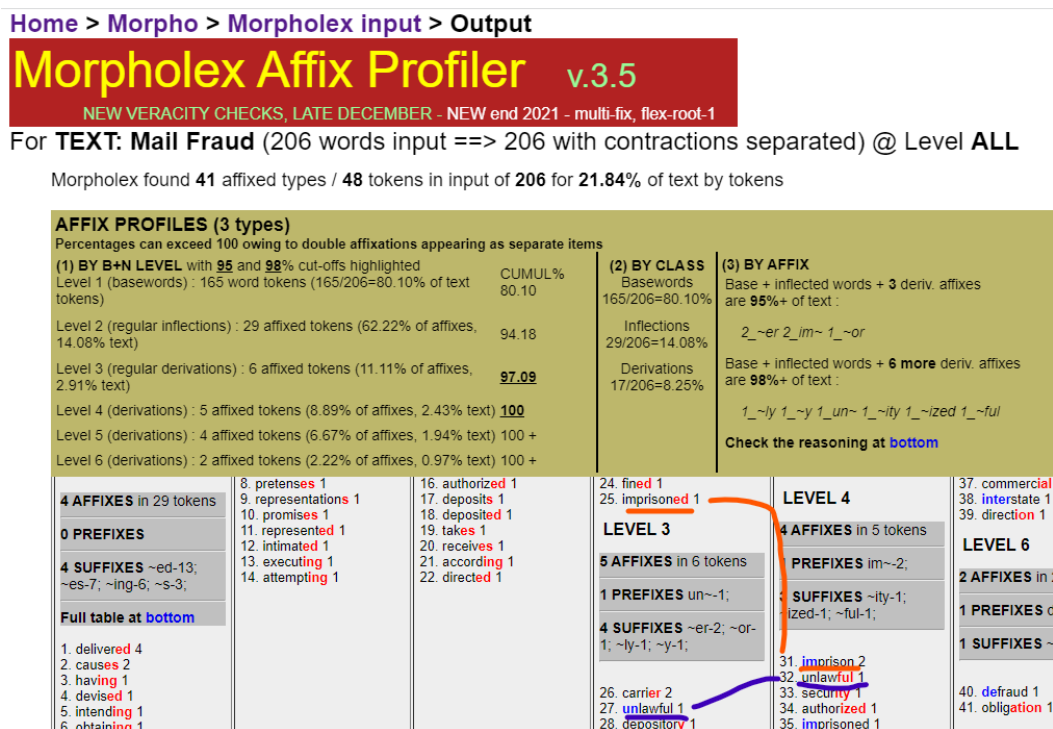 Home > Morpho > Morpholex input > Output
Morpholex Affix Profiler v.3.5
NEW VERACITY CHECKS, LATE DECEMBER - NEW end 2021 - multi-fix, flex-root-1
For TEXT: Mail Fraud (206 words input ==> 206 with contractions separated) @ Level ALL
Morpholex found 41 affixed types / 48 tokens in input of 206 for 21.84% of text by tokens
AFFIX PROFILES (3 types)
Percentages can exceed 100 owing to double affixations appearing as separate items
(1) BY B+N LEVEL with 95 and 98% cut-offs highlighted
CUMUL%
Level 1 (basewords) : 165 word tokens (165/206=80.10% of text
tokens)
80.10
Level 2 (regular inflections) : 29 affixed tokens (62.22% of affixes,
14.08% text)
94.18
Level 3 (regular derivations) : 6 affixed tokens (11.11% of affixes,
2.91% text)
97.09
Level 4 (derivations) : 5 affixed tokens (8.89% of affixes, 2.43% text) 100
Level 5 (derivations) : 4 affixed tokens (6.67% of affixes, 1.94% text) 100 +
Level 6 (derivations) : 2 affixed tokens (2.22% of affixes, 0.97% text) 100 +
(2) BY CLASS
Basewords
165/206=80.10%
Inflections
29/206=14.08%
Derivations
17/206=8.25%
(3) BY AFFIX
Base + inflected words + 3 deriv. affixes
are 95%+ of text :
2_~er 2_im~ 1_~or
Base + inflected words + 6 more deriv. affixes
are 98%+ of text :
1_~ly 1_~y 1_un~ 1_~ity 1_~ized 1_~ful
Check the reasoning at bottom
4 AFFIXES in 29 tokens
0 PREFIXES
4 SUFFIXES ~ed-13;
~es-7; ~ing-6; ~s-3;
Full table at bottom
1. delivered 4
2. causes 2
3. having 1
4. devised 1
5. intending 1
6. obtaining 1
8. pretenses 1
9. representations 1
10. promises 1
11. represented 1
12. intimated 1
13. executing 1
14. attempting 1
16. authorized 1
17. deposits 1
18. deposited 1
19. takes 1
20. receives 1
21. according 1
22. directed 1
24. fined 1
25. imprisoned 1
LEVEL 3
5 AFFIXES in 6 tokens
1 PREFIXES un~-1;
4 SUFFIXES ~er-2; ~or-
1; ~ly-1; ~y-1;
26. carrier 2
27. unlawful 1
28. depository 1
LEVEL 4
4 AFFIXES in 5 tokens
PREFIXES im~-2;
SUFFIXES ~ity-1;
~ized-1; ~ful-1;
31. imprison 2
32. unlawful 1
33. security 1
34. authorized 1
35. imprisoned 1
37. commercial
38. interstate 1
39. direction 1
LEVEL 6
2 AFFIXES in
1 PREFIXES
1 SUFFIXES ~
40. defraud 1
41. obligation 1